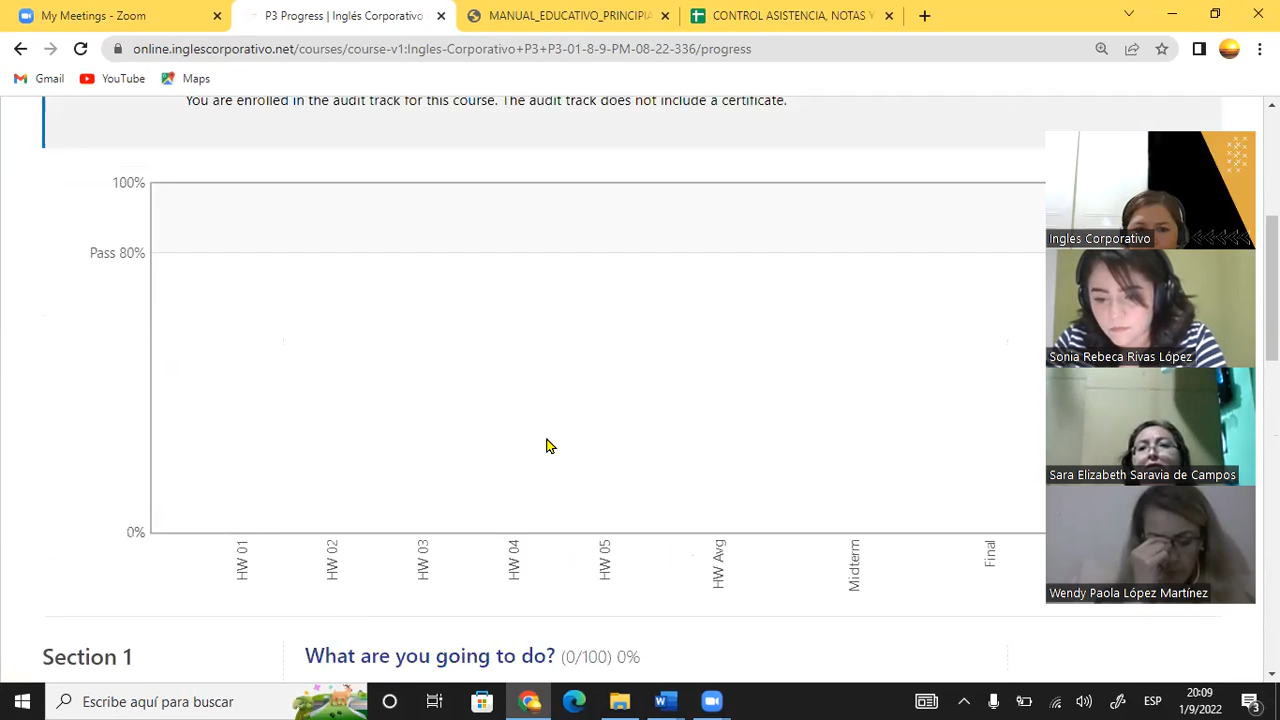 My Meetings - Zoom
P3 Progress | Inglés Corporativo
MANUAL_EDUCATIVO_PRINCIPIA
CONTROL ASISTENCIA, NOTAS Y
online.inglescorporativo.net/courses/course-v1:Ingles-Corporativo+P3+P3-01-8-9-PM-08-22-336/progress
Gmail
YouTube
Maps
You are enrolled in the audit track for this course. The audit track does not include a certificate.
100%
Pass 80%
0%
HW 01
HW 02
HW 03
HW 04
HW 05
HW Avg
Midterm
Final
Ingles Corporativo
Sonia Rebeca Rivas López
Sara Elizabeth Saravia de Campos
Wendy Paola López Martínez
Section 1
What are you going to do? (0/100) 0%
Escribe aquí para buscar
ESP
20:09
1/9/2022
3